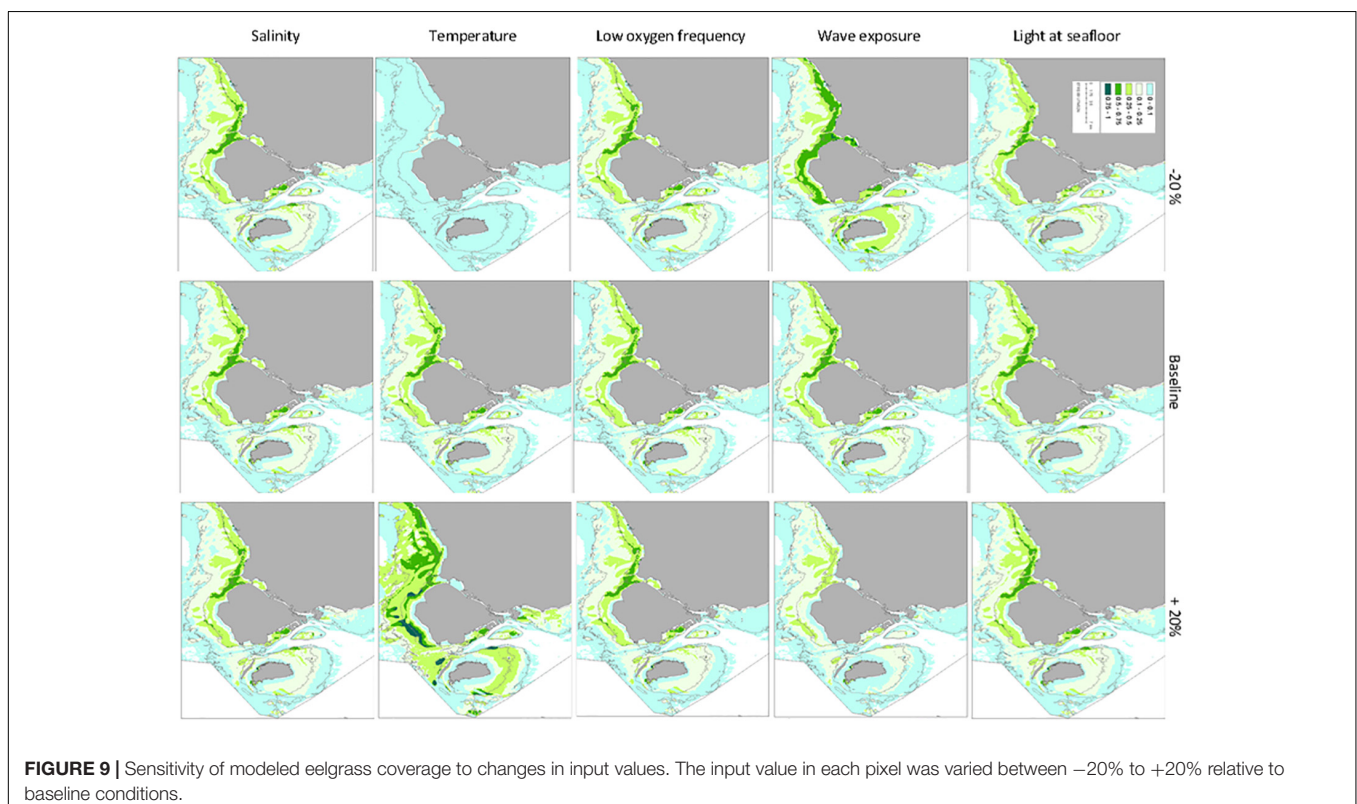 Salinity Temperature Low oxygen frequency Wave exposure Light at seafloor
0 - 0.1
0.1 - 0.25
0.25 - 0.5
0.5 - 0.75
0.75 - 1
-20%
Baseline
+ 20%
FIGURE 9 | Sensitivity of modeled eelgrass coverage to changes in input values. The input value in each pixel was varied between −20% to +20% relative to
baseline conditions.